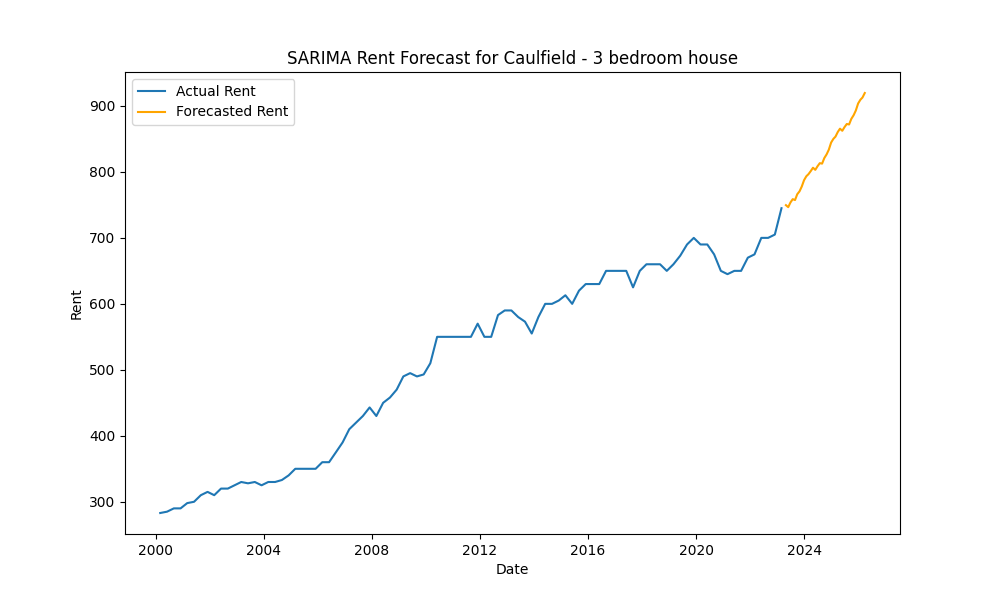 SARIMA Rent Forecast for Caulfield - 3 bedroom house
Actual Rent
Forecasted Rent
900
800
700
600
500
400
300
Rent
2000 2004 2008 2012 2016 2020 2024
Date